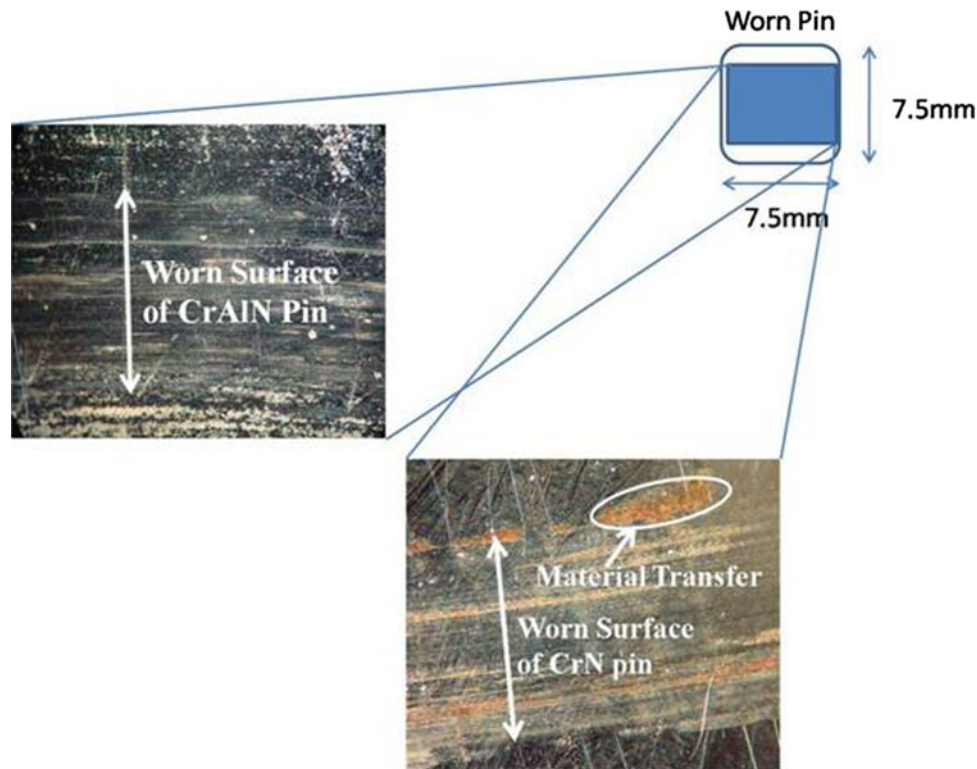 Worn Pin
7.5mm
7.5mm
Worn Surface
of CrAlN Pin
Material Transfer
Worn Surface
of CrN pin